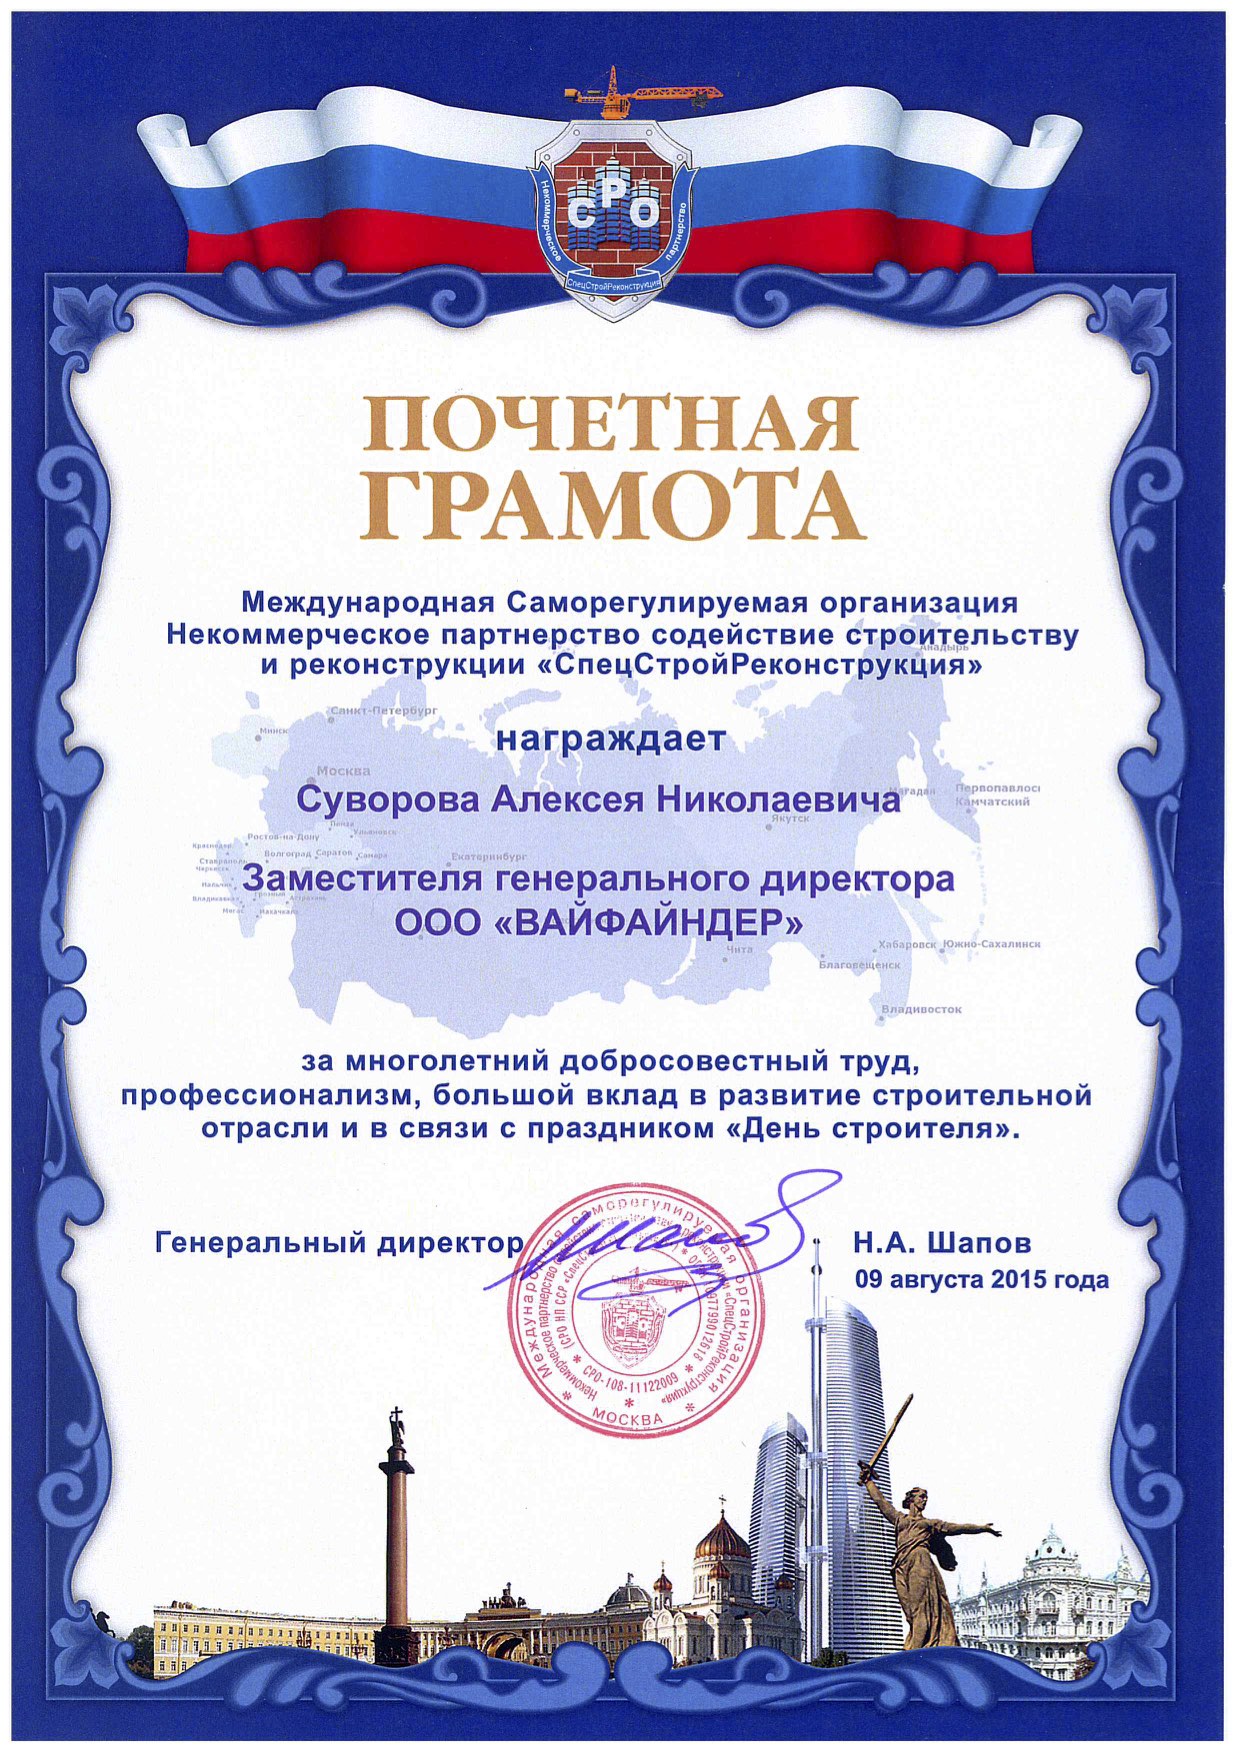 СРО
Некоммерческое партнерство
СпецСтройРеконструкция
ПОЧЕТНАЯ
ГРАМОТА
Международная Саморегулируемая организация
Некоммерческое партнерство содействие строительству
и реконструкции «СпецСтройРеконструкция»
Анадырь
Санкт-Петербург
Минск
награждает
Москва
Магадан
Первопавлосі
Камчатский
Суворова Алексея Николаевича
Якутск
Пенза
Ульяновск
Ростов-на-Дону
Краснодар
Волгоград Саратов Самара
Екатеринбург
Ставрополь
Черкесск
Заместителя генерального директора
Нальчик
Грозный
Астрахань
Владикавказ
Магас
Махачкала
ООО «ВАЙФАЙНДЕР»
Чита
Хабаровск Южно-Сахалинск
Благовещенск
Владивосток
за многолетний добросовестный труд,
профессионализм, большой вклад в развитие строительной
отрасли и в связи с праздником «День строителя».
Генеральный директор
Н.А. Шапов
09 августа 2015 года
Международная саморегулируемая организация
Некоммерческое партнерство содействия строительству и реконструкции «СпецСтройРеконструкция»
(СРО НП ССР «СпецСтройРеконструкция»)
СРО-108-11122009
МОСКВА